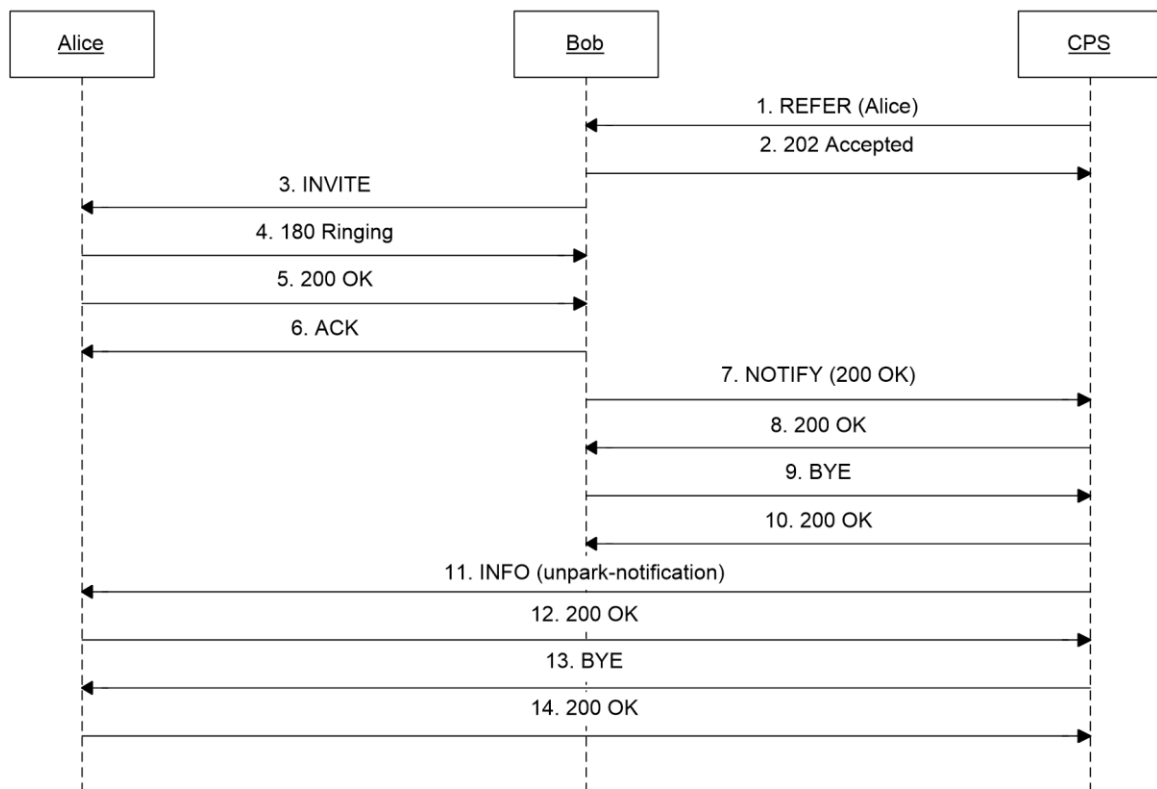 Alice
Bob
CPS
1. REFER (Alice)
2. 202 Accepted
3. INVITE
4. 180 Ringing
5. 200 OK
6. ACK
7. NOTIFY (200 OK)
8. 200 OK
9. BYE
10. 200 OK
11. INFO (unpark-notification)
12. 200 OK
13. BYE
14. 200 OK